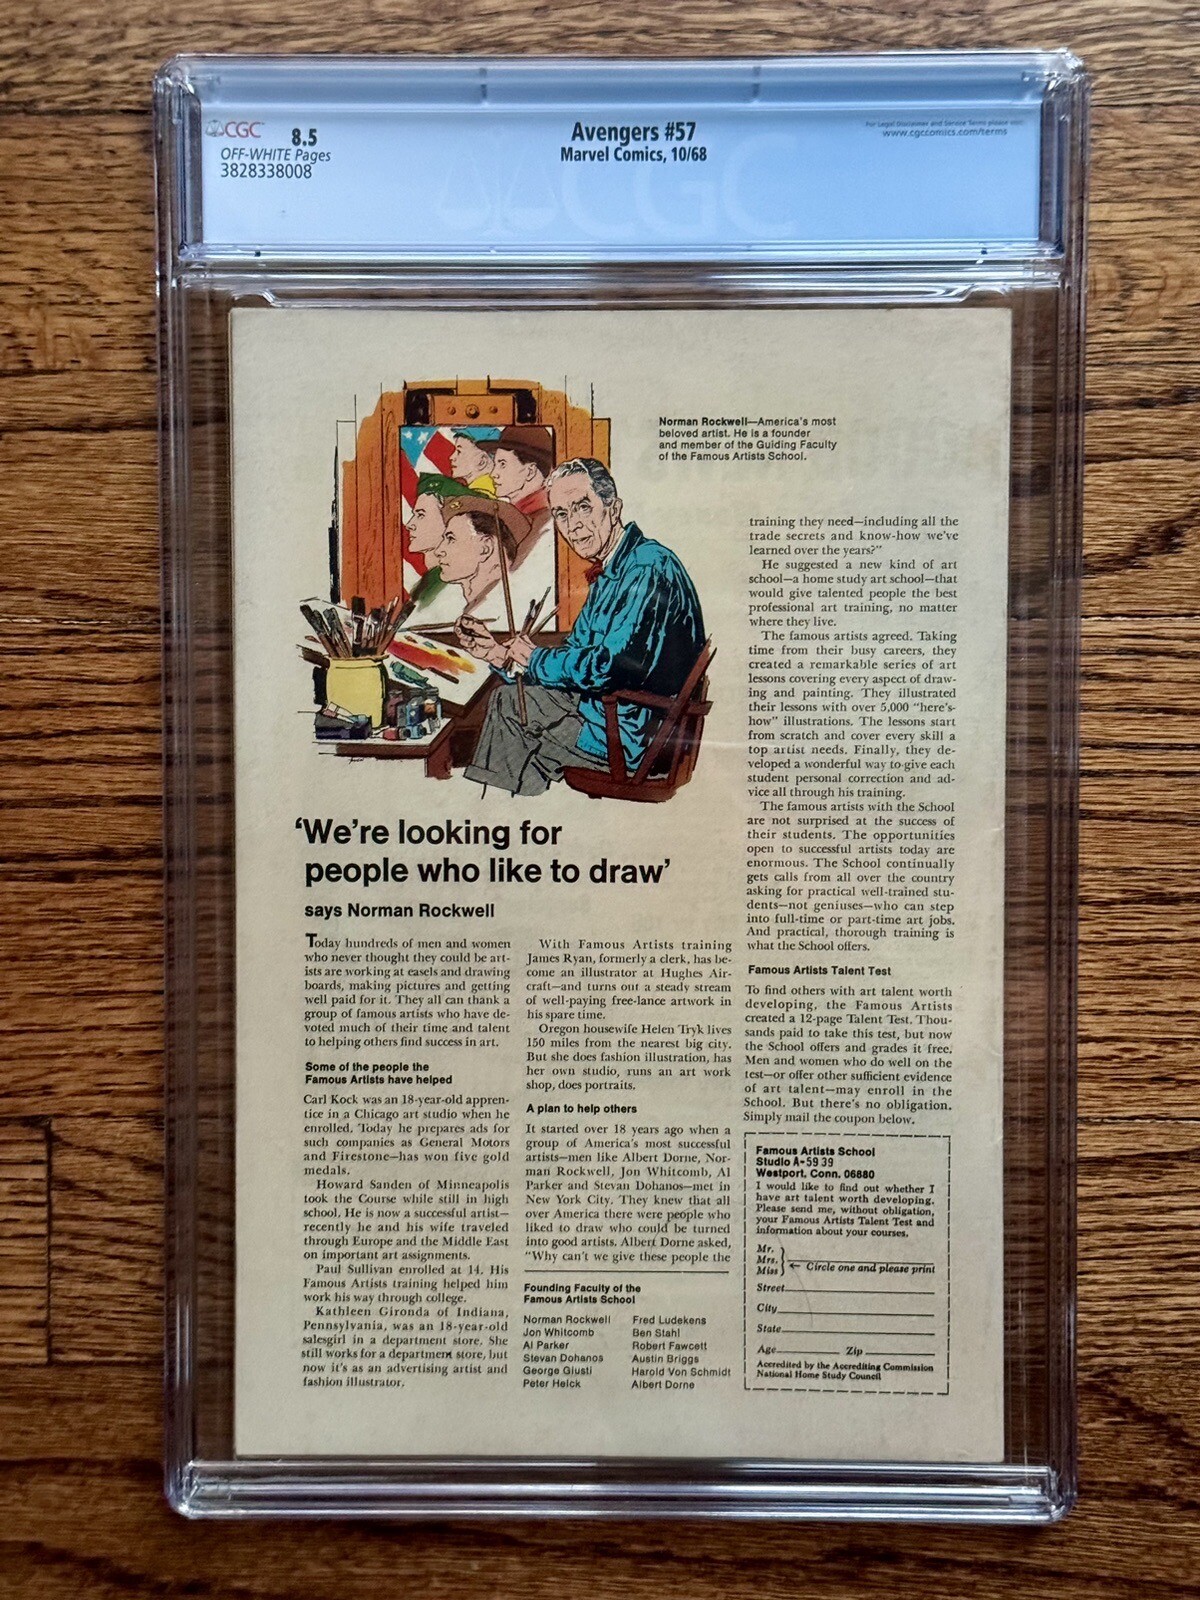 CGC
8.5
OFF-WHITE Pages
3828338008
Avengers #57
Marvel Comics, 10/68
For Legal Disclaimer and Service Terms please visit:
www.cgccomics.com/terms
CGC
Norman Rockwell—America's most
beloved artist. He is a founder
and member of the Guiding Faculty
of the Famous Artists School.
'We're looking for
people who like to draw'
says Norman Rockwell
Today hundreds of men and women
who never thought they could be art-
ists are working at easels and drawing
boards, making pictures and getting
well paid for it. They all can thank a
group of famous artists who have de-
voted much of their time and talent
to helping others find success in art.
Some of the people the
Famous Artists have helped
Carl Kock was an 18-year-old appren-
tice in a Chicago art studio when he
enrolled. Today he prepares ads for
such companies as General Motors
and Firestone—has won five gold
medals.
Howard Sanden of Minneapolis
took the Course while still in high
school. He is now a successful artist—
recently he and his wife traveled
through Europe and the Middle East
on important art assignments.
Paul Sullivan enrolled at 14. His
Famous Artists training helped him
work his way through college.
Kathleen Gironda of Indiana,
Pennsylvania, was an 18-year-old
salesgirl in a department store. She
still works for a department store, but
now it's as an advertising artist and
fashion illustrator.
With Famous Artists training
James Ryan, formerly a clerk, has be-
come an illustrator at Hughes Air-
craft—and turns out a steady stream
of well-paying free-lance artwork in
his spare time.
Oregon housewife Helen Tryk lives
150 miles from the nearest big city.
But she does fashion illustration, has
her own studio, runs an art work
shop, does portraits.
A plan to help others
It started over 18 years ago when a
group of America's most successful
artists—men like Albert Dorne, Nor-
man Rockwell, Jon Whitcomb, Al
Parker and Stevan Dohanos—met in
New York City. They knew that all
over America there were people who
liked to draw who could be turned
into good artists. Albert Dorne asked,
"Why can't we give these people the
Founding Faculty of the
Famous Artists School
Norman Rockwell
Jon Whitcomb
Al Parker
Stevan Dohanos
George Giusti
Peter Helck
Fred Ludekens
Ben Stahl
Robert Fawcett
Austin Briggs
Harold Von Schmidt
Albert Dorne
training they need—including all the
trade secrets and know-how we've
learned over the years?"
He suggested a new kind of art
school—a home study art school—that
would give talented people the best
professional art training, no matter
where they live.
The famous artists agreed. Taking
time from their busy careers, they
created a remarkable series of art
lessons covering every aspect of draw-
ing and painting. They illustrated
their lessons with over 5,000 "here's-
how" illustrations. The lessons start
from scratch and cover every skill a
top artist needs. Finally, they de-
veloped a wonderful way to give each
student personal correction and ad-
vice all through his training.
The famous artists with the School
are not surprised at the success of
their students. The opportunities
open to successful artists today are
enormous. The School continually
gets calls from all over the country
asking for practical well-trained stu-
dents—not geniuses—who can step
into full-time or part-time art jobs.
And practical, thorough training is
what the School offers.
Famous Artists Talent Test
To find others with art talent worth
developing, the Famous Artists
created a 12-page Talent Test. Thou-
sands paid to take this test, but now
the School offers and grades it free.
Men and women who do well on the
test—or offer other sufficient evidence
of art talent—may enroll in the
School. But there's no obligation.
Simply mail the coupon below.
Famous Artists School
Studio A-5939
Westport, Conn. 06880
I would like to find out whether I
have art talent worth developing.
Please send me, without obligation,
your Famous Artists Talent Test and
information about your courses.
Mr.
Mrs.
Miss
← Circle one and please print
Street
City
State
Age Zip
Accredited by the Accrediting Commission
National Home Study Council